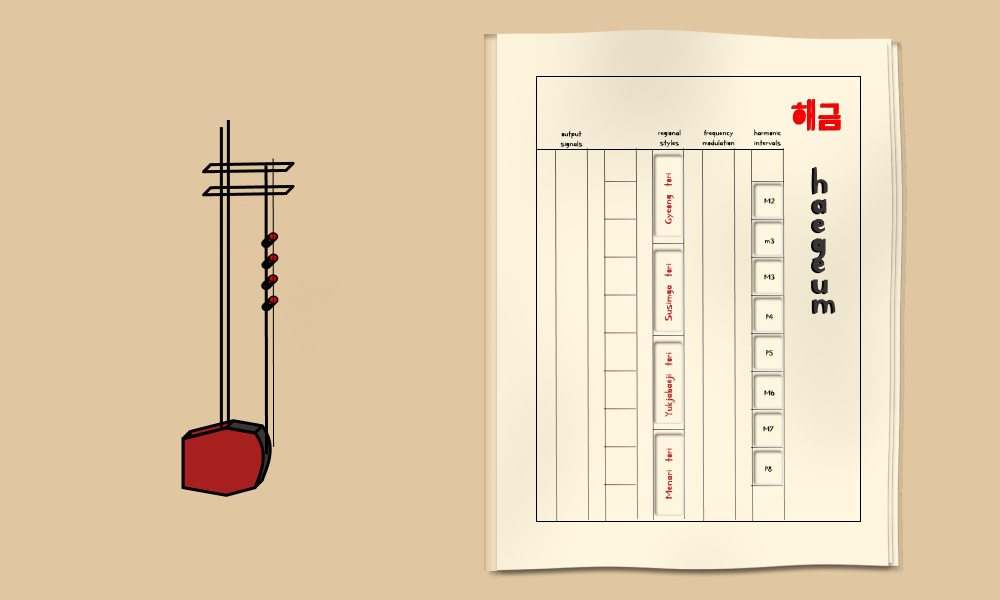 해금
haegeum
output
signals
regional
styles
frequency
modulation
harmonic
intervals
Gyeong tori
Susimga tori
Yukjabaeji tori
Menari tori
M2
m3
M3
P4
P5
M6
M7
P8